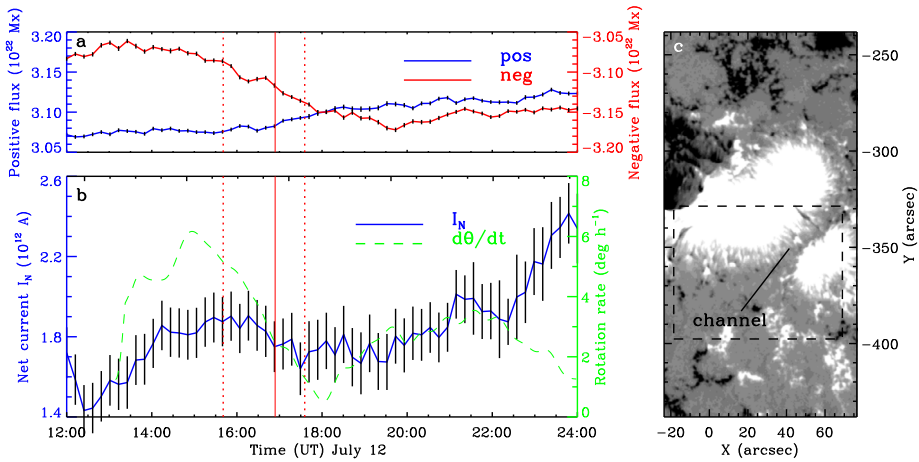 a
pos
neg
3.20
3.15
3.10
3.05
Positive flux (10²² Mx)
−3.05
−3.10
−3.15
−3.20
Negative flux (10²² Mx)
b
I_N
dθ/dt
2.6
2.2
1.8
1.4
Net current I_N (10¹² A)
8
6
4
2
0
Rotation rate (deg h⁻¹)
12:00 14:00 16:00 18:00 20:00 22:00 24:00
Time (UT) July 12
c
channel
−250
−300
−350
−400
Y (arcsec)
−20 0 20 40 60
X (arcsec)